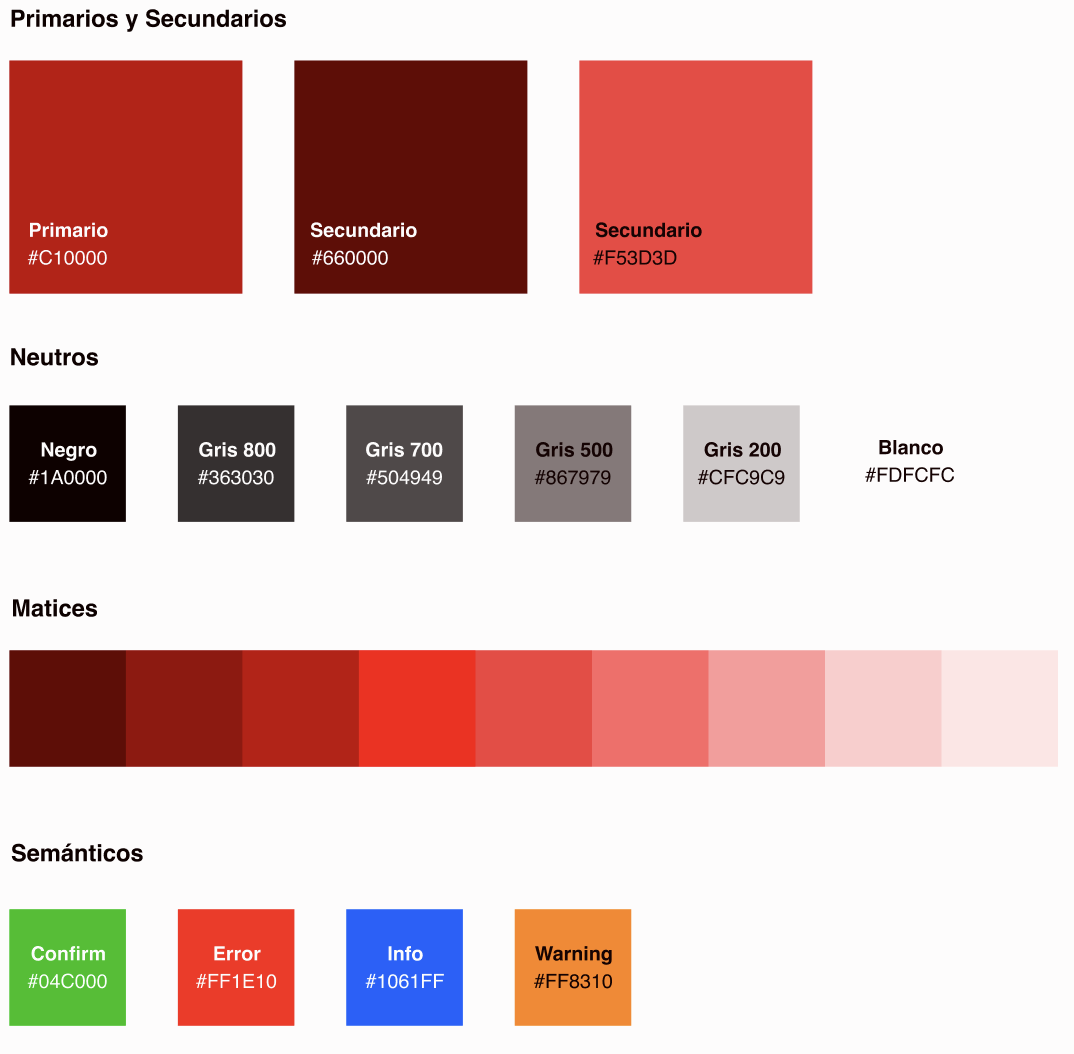 Primarios y Secundarios
Primario
#C10000
Secundario
#660000
Secundario
#F53D3D
Neutros
Negro
#1A0000
Gris 800
#363030
Gris 700
#504949
Gris 500
#867979
Gris 200
#CFC9C9
Blanco
#FDFCFC
Matices
Semánticos
Confirm
#04C000
Error
#FF1E10
Info
#1061FF
Warning
#FF8310